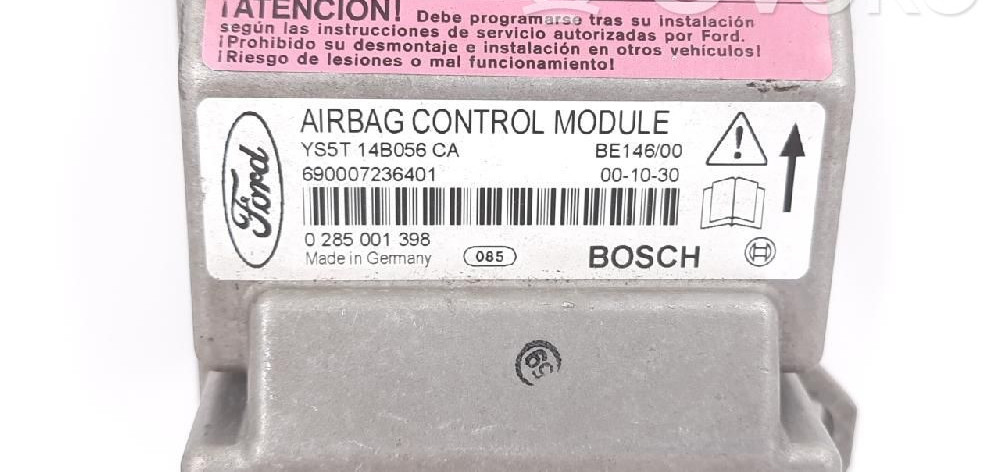 ¡ATENCION! Debe programarse tras su instalación
según las instrucciones de servicio autorizadas por Ford.
¡Prohibido su desmontaje e instalación en otros vehículos!
¡Riesgo de lesiones o mal funcionamiento!
AIRBAG CONTROL MODULE
YS5T 14B056 CA BE146/00
690007236401 00-10-30
Ford
0 285 001 398
Made in Germany 085 BOSCH
69